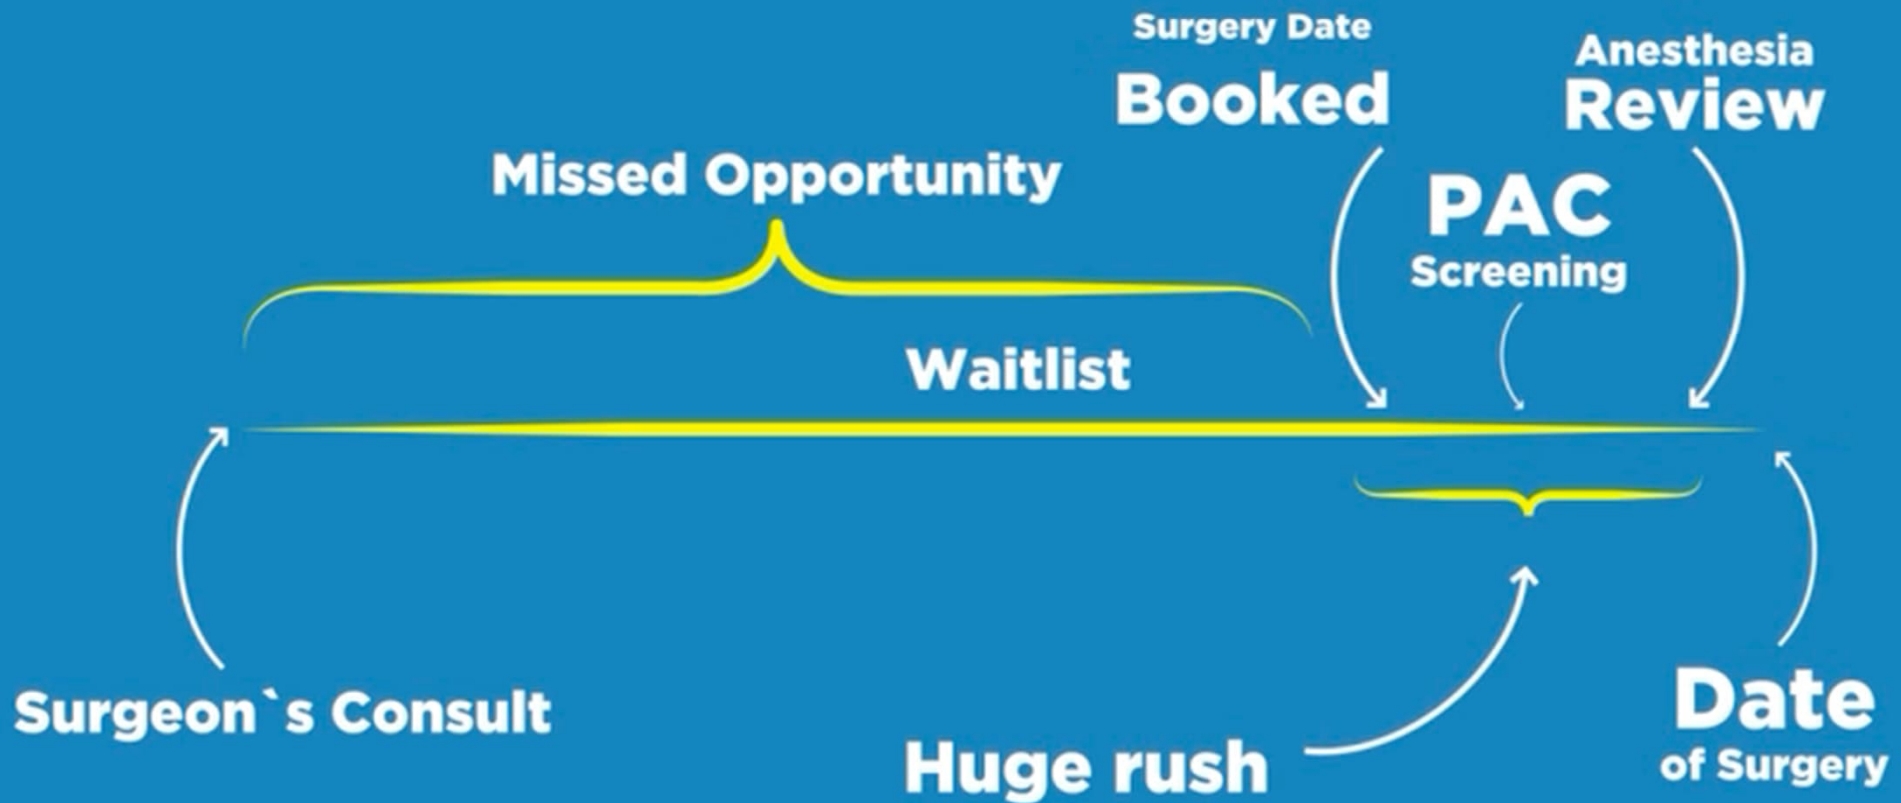 Surgery Date
Booked
Anesthesia
Review
Missed Opportunity
PAC
Screening
Waitlist
Surgeon`s Consult
Huge rush
Date
of Surgery